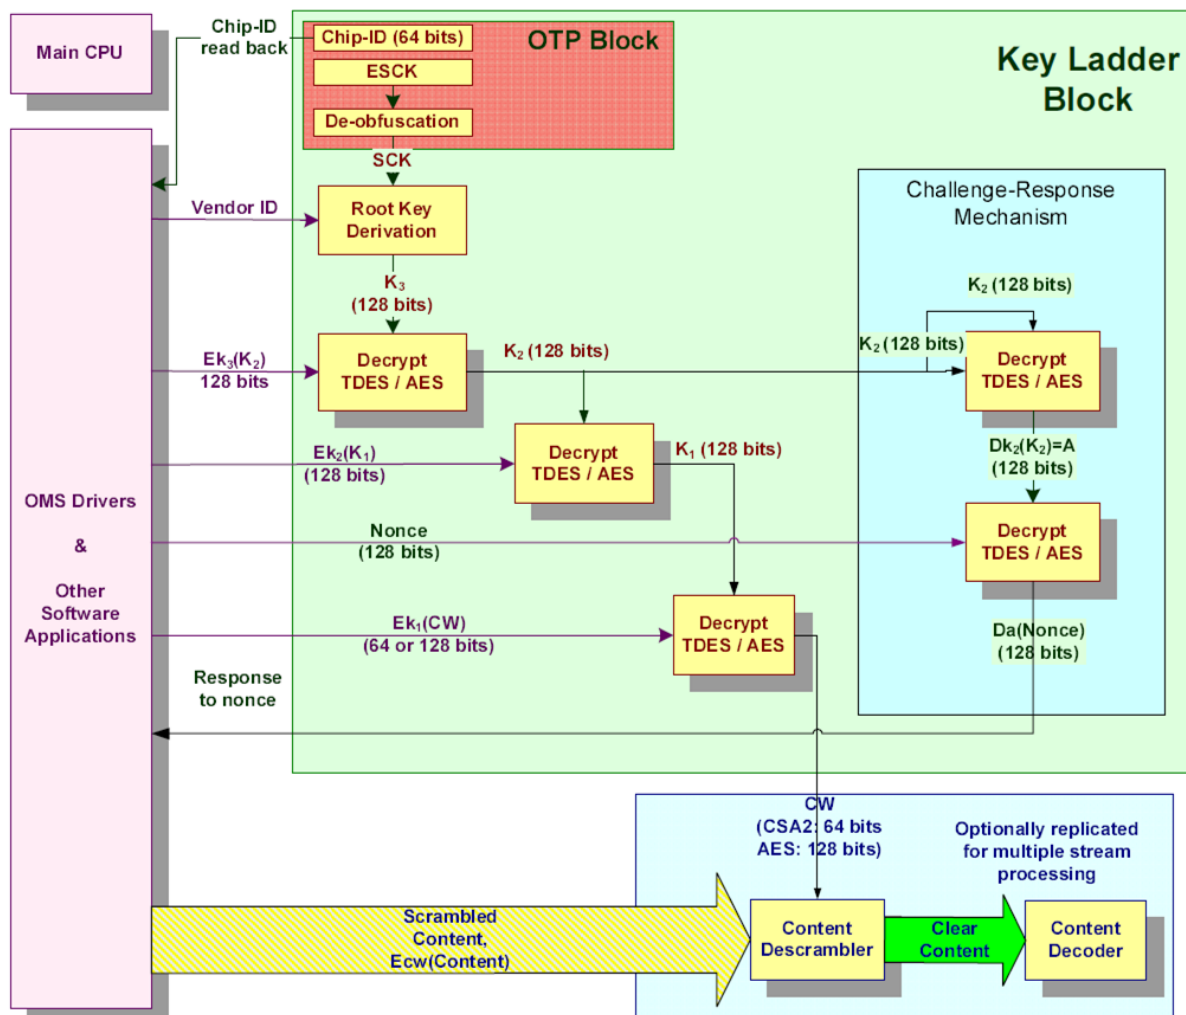 Main CPU
Chip-ID
read back
Chip-ID (64 bits)
OTP Block
ESCK
De-obfuscation
Key Ladder
Block
SCK
Vendor ID
Root Key
Derivation
Challenge-Response
Mechanism
K₃
(128 bits)
K₂ (128 bits)
Ek₃(K₂)
128 bits
Decrypt
TDES / AES
K₂ (128 bits)
K₂ (128 bits)
Decrypt
TDES / AES
Ek₂(K₁)
(128 bits)
Decrypt
TDES / AES
K₁ (128 bits)
Dk₂(K₂)=A
(128 bits)
OMS Drivers
&
Other
Software
Applications
Nonce
(128 bits)
Decrypt
TDES / AES
Ek₁(CW)
(64 or 128 bits)
Decrypt
TDES / AES
Da(Nonce)
(128 bits)
Response
to nonce
CW
(CSA2: 64 bits
AES: 128 bits)
Optionally replicated
for multiple stream
processing
Scrambled
Content,
Ecw(Content)
Content
Descrambler
Clear
Content
Content
Decoder